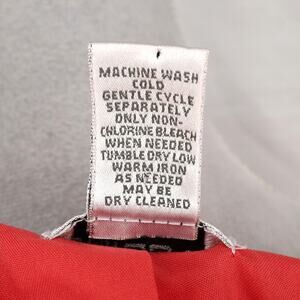 MACHINE WASH
COLD
GENTLE CYCLE
SEPARATELY
ONLY NON-
CHLORINE BLEACH
WHEN NEEDED
TUMBLE DRY LOW
WARM IRON
AS NEEDED
MAY BE
DRY CLEANED